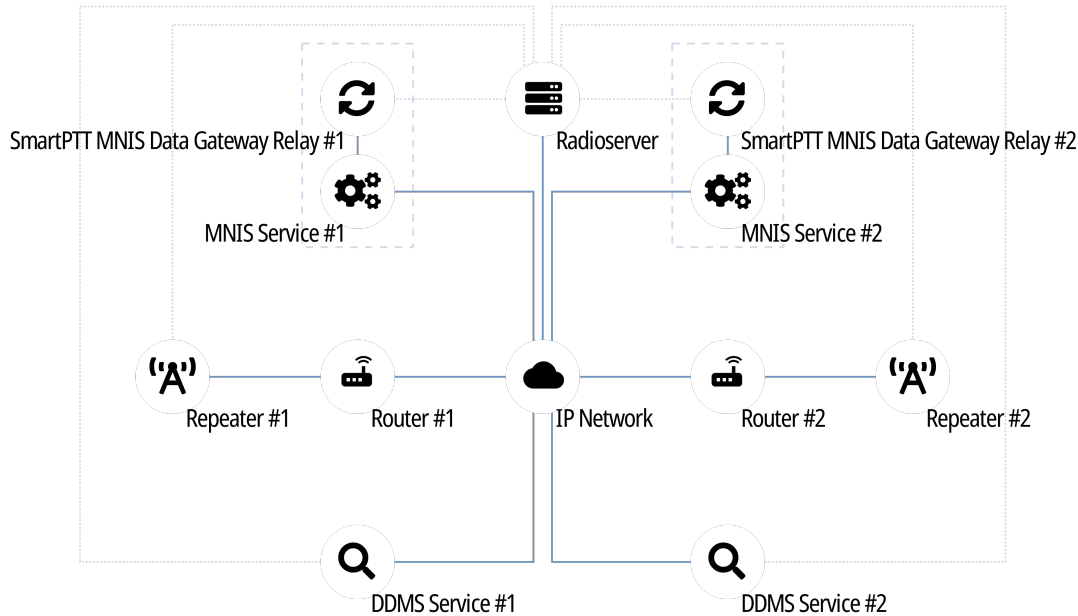 SmartPTT MNIS Data Gateway Relay #1
Radioserver
SmartPTT MNIS Data Gateway Relay #2
MNIS Service #1
MNIS Service #2
Repeater #1
Router #1
IP Network
Router #2
Repeater #2
DDMS Service #1
DDMS Service #2